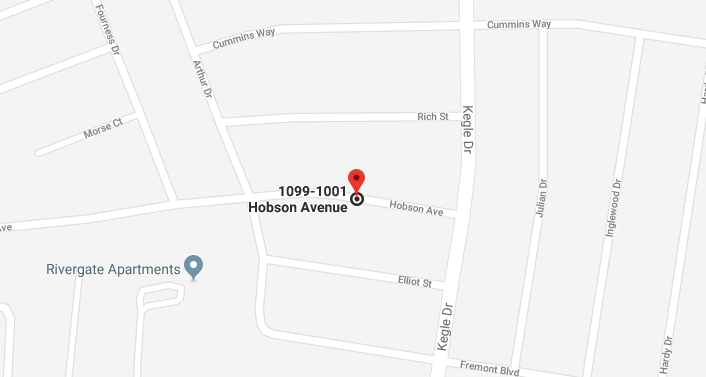 Fourness Dr
Cummins Way
Cummins Way
Arthur Dr
Rich St
Kegle Dr
Morse Ct
1099-1001
Hobson Avenue
Hobson Ave
Julian Dr
Inglewood Dr
Rivergate Apartments
Elliot St
Kegle Dr
Fremont Blvd
Hardy Dr